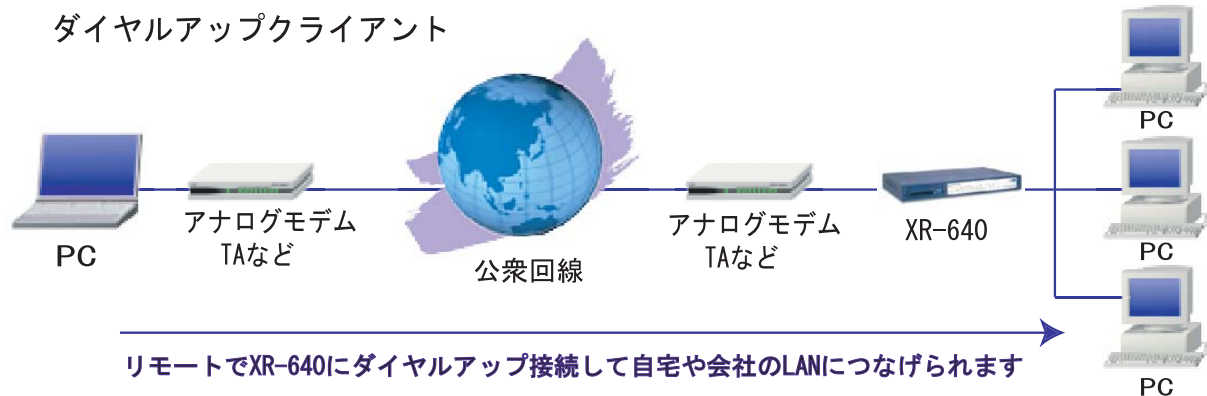 ダイヤルアップクライアント
PC
アナログモデム
TAなど
公衆回線
アナログモデム
TAなど
XR-640
PC
PC
PC
リモートでXR-640にダイヤルアップ接続して自宅や会社のLANにつなげられます